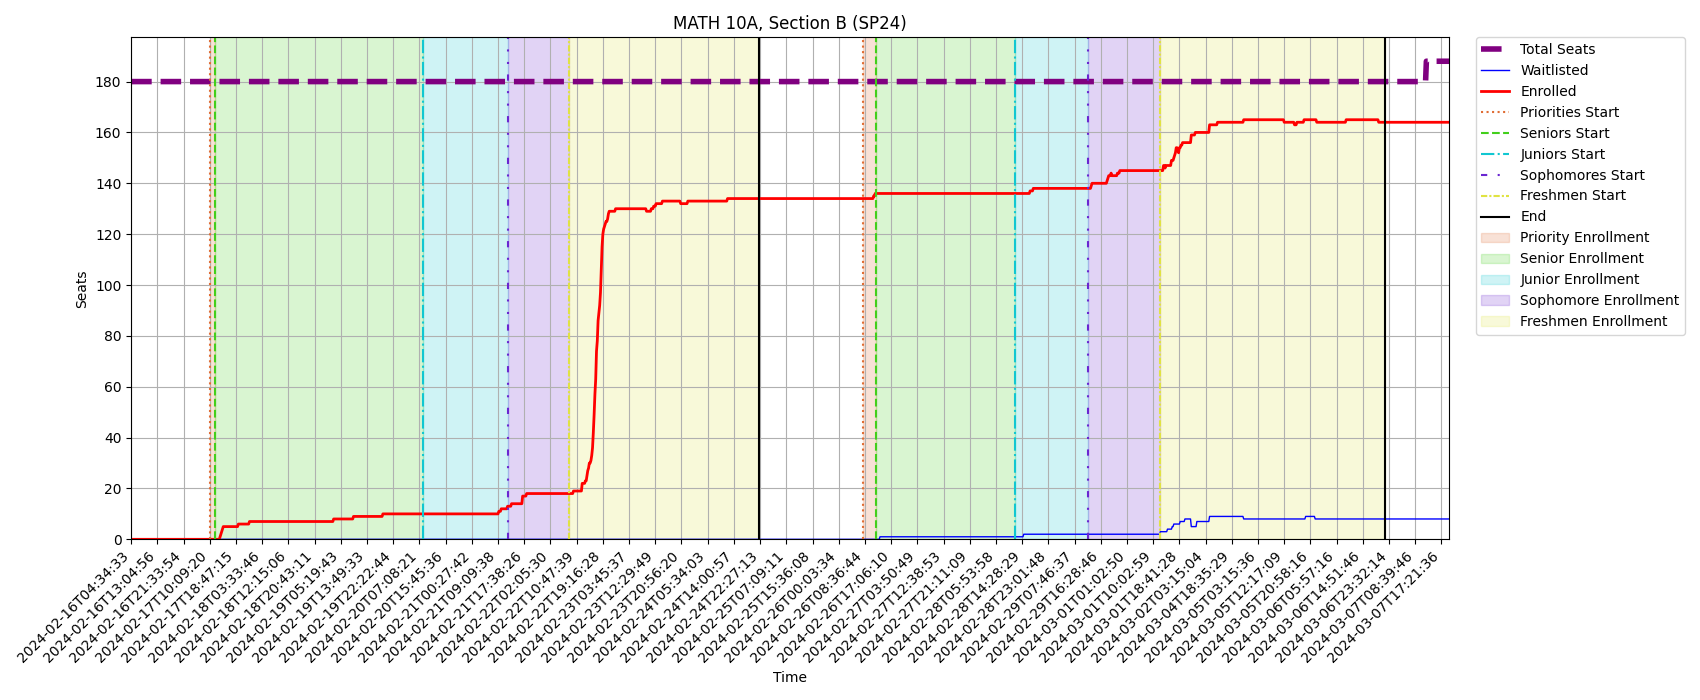 MATH 10A, Section B (SP24)
180
160
140
120
100
80
60
40
20
0
Seats
2024-02-16T04:34:33
2024-02-16T13:04:56
2024-02-16T21:33:54
2024-02-17T10:09:20
2024-02-17T18:47:15
2024-02-18T03:33:46
2024-02-18T12:15:06
2024-02-18T20:43:11
2024-02-19T05:19:43
2024-02-19T13:49:33
2024-02-19T22:22:44
2024-02-20T07:08:21
2024-02-20T15:45:36
2024-02-21T00:27:42
2024-02-21T09:09:38
2024-02-21T17:38:26
2024-02-22T02:05:30
2024-02-22T10:47:39
2024-02-22T19:16:28
2024-02-23T03:45:37
2024-02-23T12:29:49
2024-02-23T20:56:20
2024-02-24T05:34:03
2024-02-24T14:00:57
2024-02-24T22:27:13
2024-02-25T07:09:11
2024-02-25T15:36:08
2024-02-26T00:03:34
2024-02-26T08:36:44
2024-02-26T17:06:10
2024-02-27T03:50:49
2024-02-27T12:38:53
2024-02-27T21:11:09
2024-02-28T05:53:58
2024-02-28T14:28:29
2024-02-28T23:01:48
2024-02-29T07:46:37
2024-02-29T16:28:46
2024-03-01T01:02:50
2024-03-01T10:02:59
2024-03-01T18:41:28
2024-03-02T03:15:04
2024-03-04T18:35:29
2024-03-05T03:15:36
2024-03-05T12:17:09
2024-03-05T20:58:16
2024-03-06T05:57:16
2024-03-06T14:51:46
2024-03-06T23:32:14
2024-03-07T08:39:46
2024-03-07T17:21:36
Time
Total Seats
Waitlisted
Enrolled
Priorities Start
Seniors Start
Juniors Start
Sophomores Start
Freshmen Start
End
Priority Enrollment
Senior Enrollment
Junior Enrollment
Sophomore Enrollment
Freshmen Enrollment